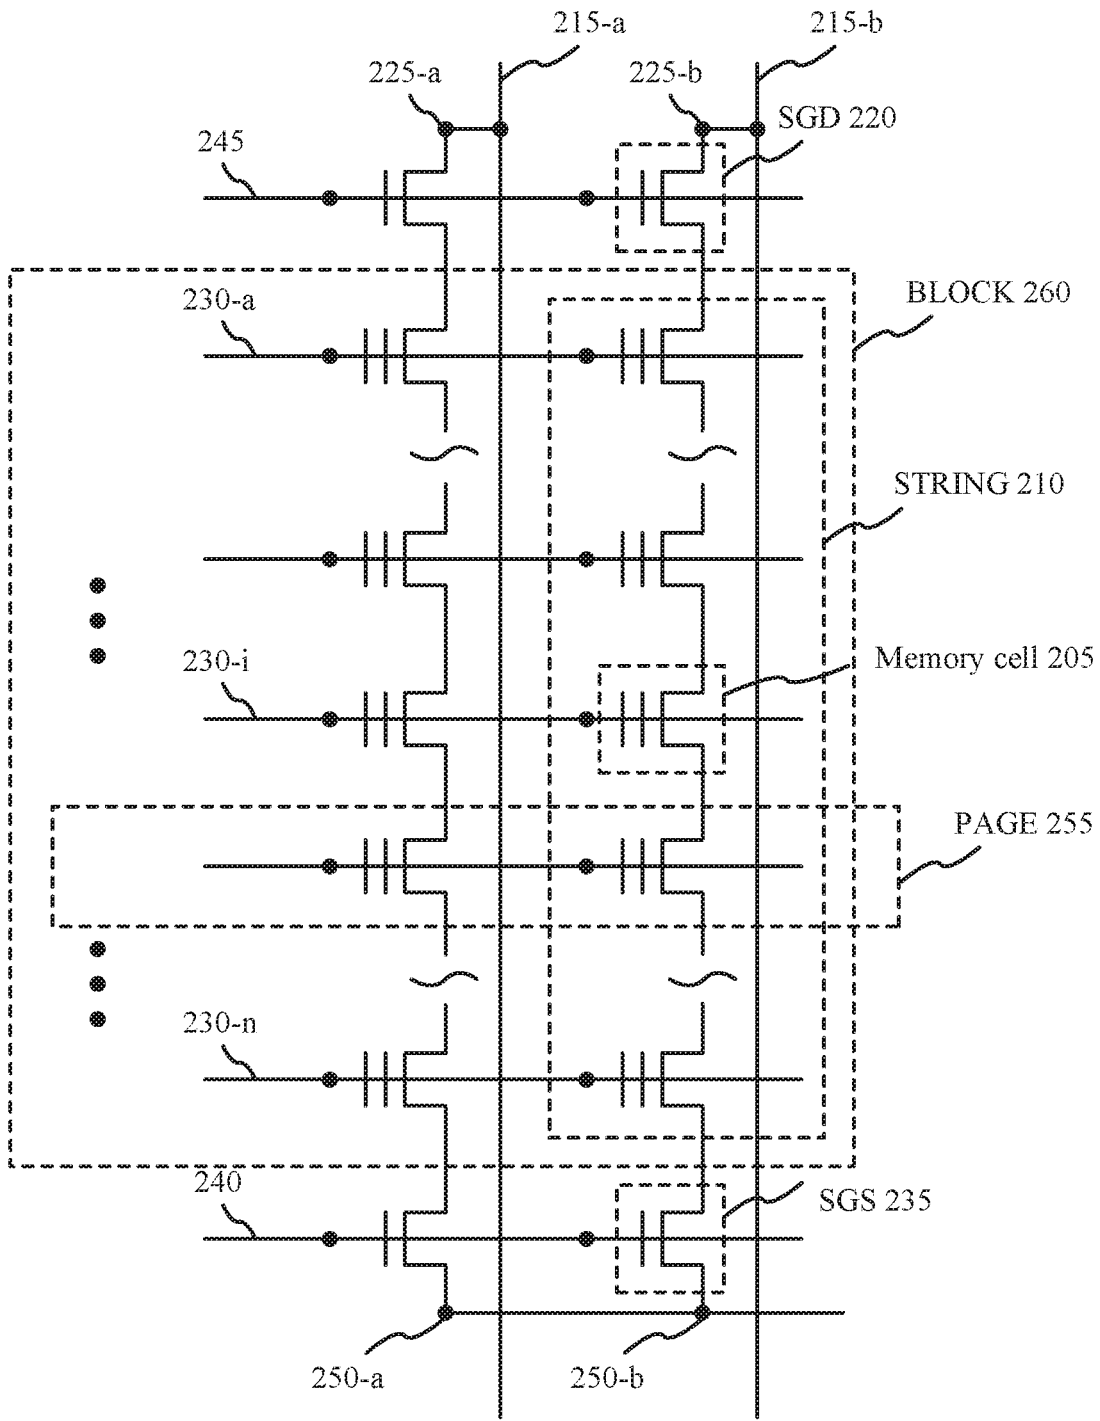 215-a
215-b
225-a
225-b
SGD 220
245
BLOCK 260
230-a
STRING 210
230-i
Memory cell 205
PAGE 255
230-n
240
SGS 235
250-a
250-b